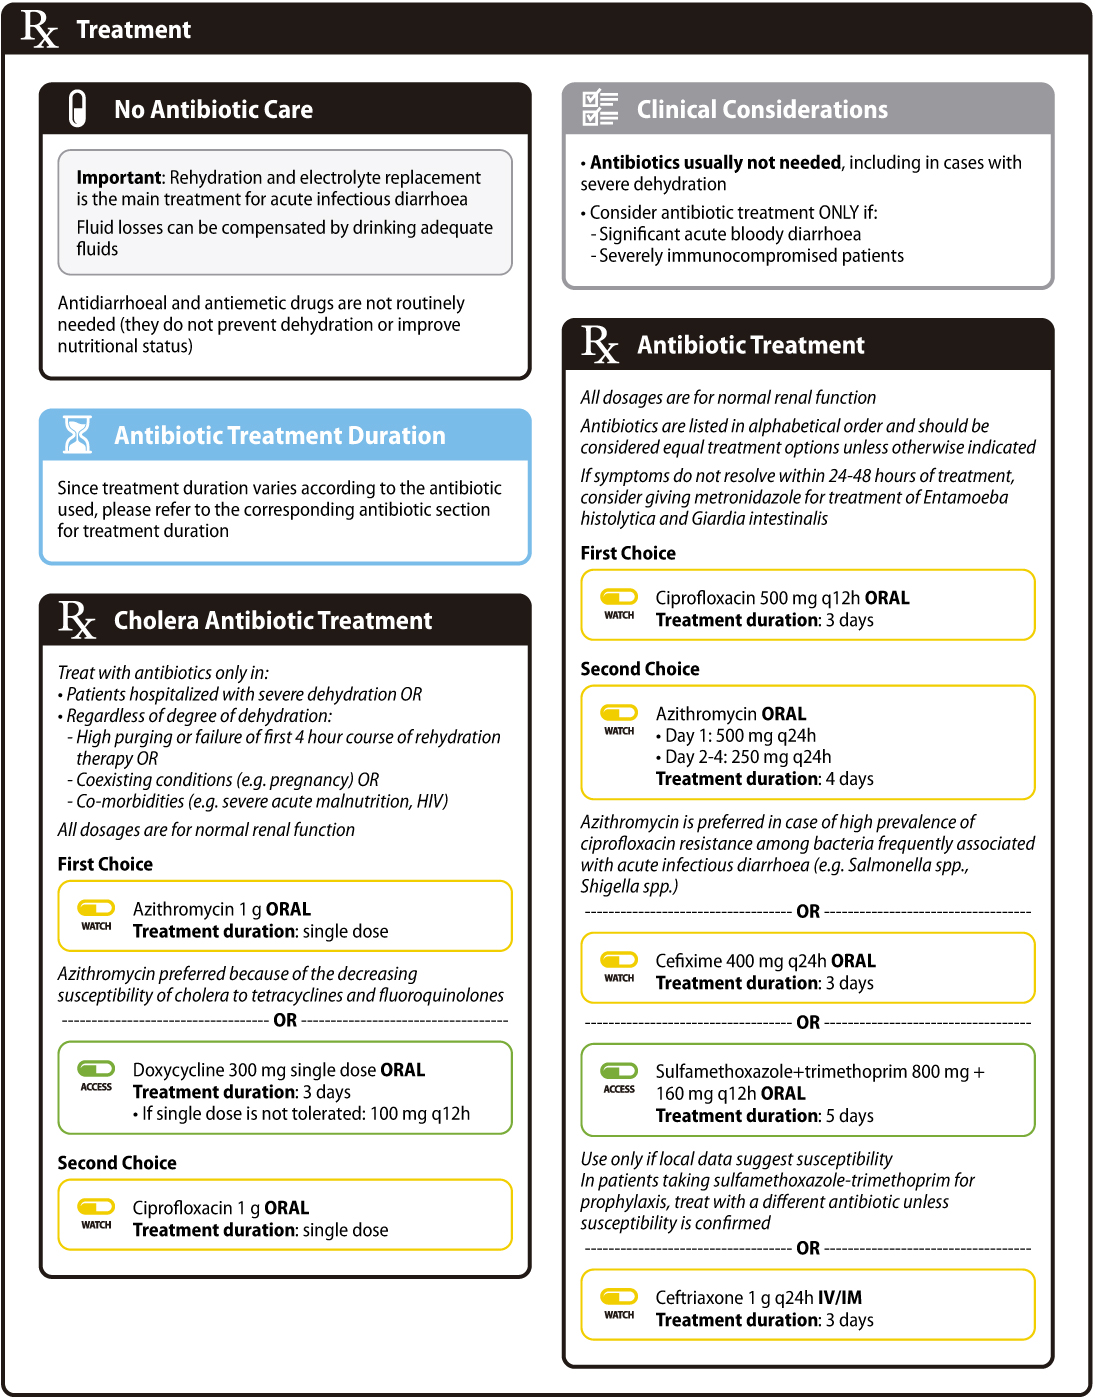 Rx Treatment
No Antibiotic Care
Important: Rehydration and electrolyte replacement
is the main treatment for acute infectious diarrhoea
Fluid losses can be compensated by drinking adequate
fluids
Antidiarrhoeal and antiemetic drugs are not routinely
needed (they do not prevent dehydration or improve
nutritional status)
Antibiotic Treatment Duration
Since treatment duration varies according to the antibiotic
used, please refer to the corresponding antibiotic section
for treatment duration
Rx Cholera Antibiotic Treatment
Treat with antibiotics only in:
• Patients hospitalized with severe dehydration OR
• Regardless of degree of dehydration:
- High purging or failure of first 4 hour course of rehydration
therapy OR
- Coexisting conditions (e.g. pregnancy) OR
- Co-morbidities (e.g. severe acute malnutrition, HIV)
All dosages are for normal renal function
First Choice
WATCH
Azithromycin 1 g ORAL
Treatment duration: single dose
Azithromycin preferred because of the decreasing
susceptibility of cholera to tetracyclines and fluoroquinolones
OR
ACCESS
Doxycycline 300 mg single dose ORAL
Treatment duration: 3 days
• If single dose is not tolerated: 100 mg q12h
Second Choice
WATCH
Ciprofloxacin 1 g ORAL
Treatment duration: single dose
Clinical Considerations
• Antibiotics usually not needed, including in cases with
severe dehydration
• Consider antibiotic treatment ONLY if:
- Significant acute bloody diarrhoea
- Severely immunocompromised patients
Rx Antibiotic Treatment
All dosages are for normal renal function
Antibiotics are listed in alphabetical order and should be
considered equal treatment options unless otherwise indicated
If symptoms do not resolve within 24-48 hours of treatment,
consider giving metronidazole for treatment of Entamoeba
histolytica and Giardia intestinalis
First Choice
WATCH
Ciprofloxacin 500 mg q12h ORAL
Treatment duration: 3 days
Second Choice
WATCH
Azithromycin ORAL
• Day 1: 500 mg q24h
• Day 2-4: 250 mg q24h
Treatment duration: 4 days
Azithromycin is preferred in case of high prevalence of
ciprofloxacin resistance among bacteria frequently associated
with acute infectious diarrhoea (e.g. Salmonella spp.,
Shigella spp.)
OR
WATCH
Cefixime 400 mg q24h ORAL
Treatment duration: 3 days
OR
ACCESS
Sulfamethoxazole+trimethoprim 800 mg +
160 mg q12h ORAL
Treatment duration: 5 days
Use only if local data suggest susceptibility
In patients taking sulfamethoxazole-trimethoprim for
prophylaxis, treat with a different antibiotic unless
susceptibility is confirmed
OR
WATCH
Ceftriaxone 1 g q24h IV/IM
Treatment duration: 3 days